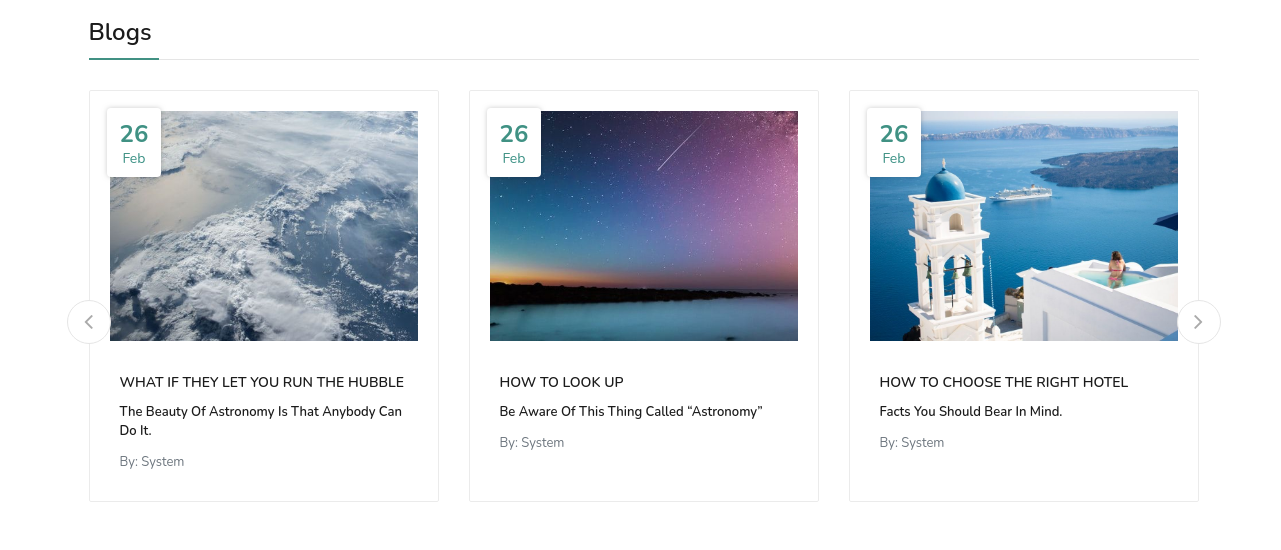 Blogs
26
Feb
WHAT IF THEY LET YOU RUN THE HUBBLE
The Beauty Of Astronomy Is That Anybody Can
Do It.
By: System
26
Feb
HOW TO LOOK UP
Be Aware Of This Thing Called “Astronomy”
By: System
26
Feb
HOW TO CHOOSE THE RIGHT HOTEL
Facts You Should Bear In Mind.
By: System